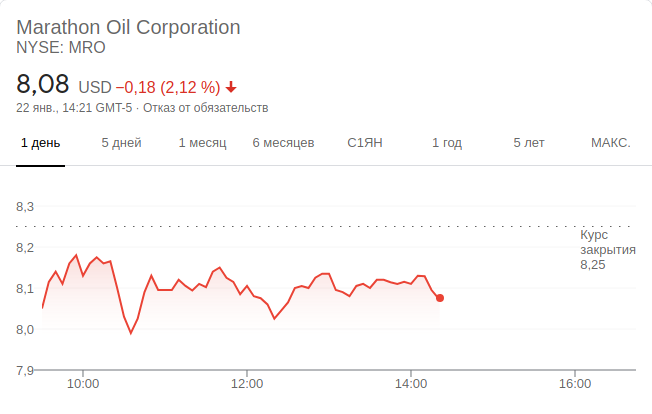 Marathon Oil Corporation
NYSE: MRO
8,08 USD −0,18 (2,12 %)
22 янв., 14:21 GMT-5 · Отказ от обязательств
1 день 5 дней 1 месяц 6 месяцев С1ЯН 1 год 5 лет МАКС.
8,3
Курс
8,2
закрытия
8,25
8,1
8,0
7,9
10:00 12:00 14:00 16:00